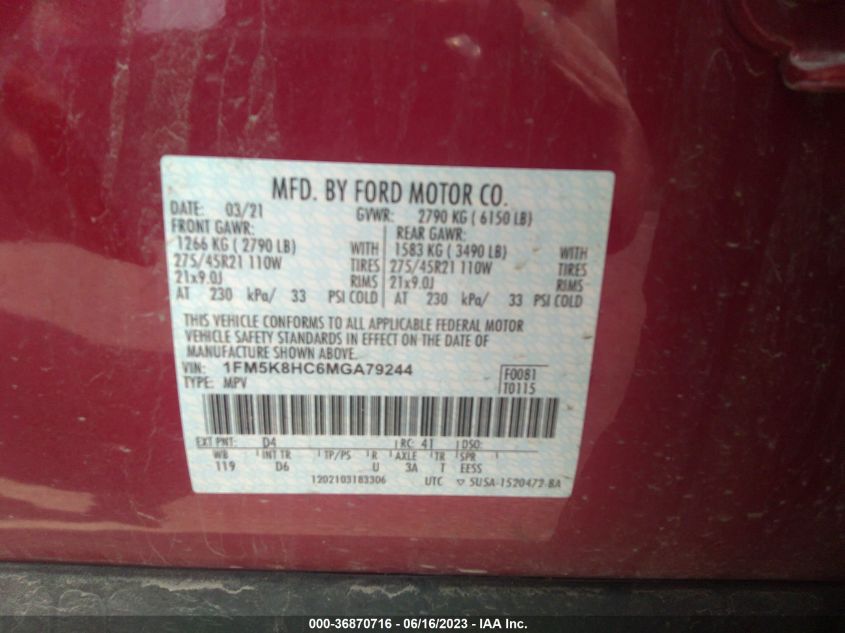 MFD. BY FORD MOTOR CO.
DATE: 03/21 GVWR: 2790 KG ( 6150 LB)
FRONT GAWR: REAR GAWR:
1266 KG ( 2790 LB) WITH 1583 KG ( 3490 LB) WITH
275/45R21 110W TIRES 275/45R21 110W TIRES
21x9.0J RIMS 21x9.0J RIMS
AT 230 kPa/ 33 PSI COLD AT 230 kPa/ 33 PSI COLD
THIS VEHICLE CONFORMS TO ALL APPLICABLE FEDERAL MOTOR
VEHICLE SAFETY STANDARDS IN EFFECT ON THE DATE OF
MANUFACTURE SHOWN ABOVE.
VIN: 1FM5K8HC6MGA79244 F0081
TYPE: MPV T0115
EXT PNT: D4 RC: 41 DSO:
WB INT TR TP/PS R AXLE TR SPR
119 D6 U 3A T EESS
1202103183306 UTC ▽ 5U5A-1520472-BA
000-36870716 - 06/16/2023 - IAA Inc.